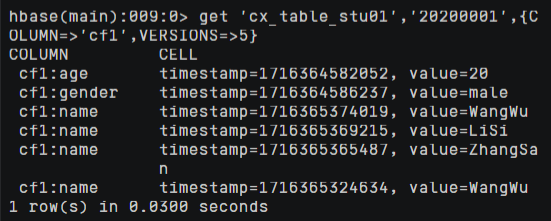 hbase(main):009:0> get 'cx_table_stu01','20200001',{C
OLUMN=>'cf1',VERSIONS=>5}
COLUMN CELL
cf1:age timestamp=1716364582052, value=20
cf1:gender timestamp=1716364586237, value=male
cf1:name timestamp=1716365374019, value=WangWu
cf1:name timestamp=1716365369215, value=LiSi
cf1:name timestamp=1716365365487, value=ZhangSa
n
cf1:name timestamp=1716365324634, value=WangWu
1 row(s) in 0.0300 seconds